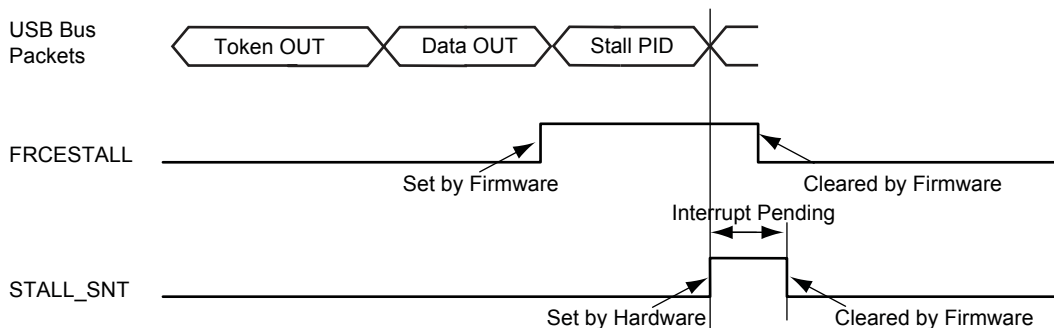 USB Bus
Packets
Token OUT
Data OUT
Stall PID
FRCESTALL
Set by Firmware
Cleared by Firmware
Interrupt Pending
STALL_SNT
Set by Hardware
Cleared by Firmware